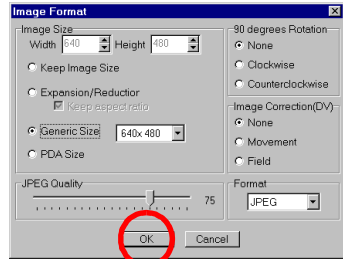 Image Format
Image Size
Width 640 Height 480
Keep Image Size
Expansion/Reductior
Keep aspect ratio
Generic Size 640x 480
PDA Size
90 degrees Rotation
None
Clockwise
Counterclockwise
Image Correction(DV)
None
Movement
Field
JPEG Quality
75
Format
JPEG
OK Cancel